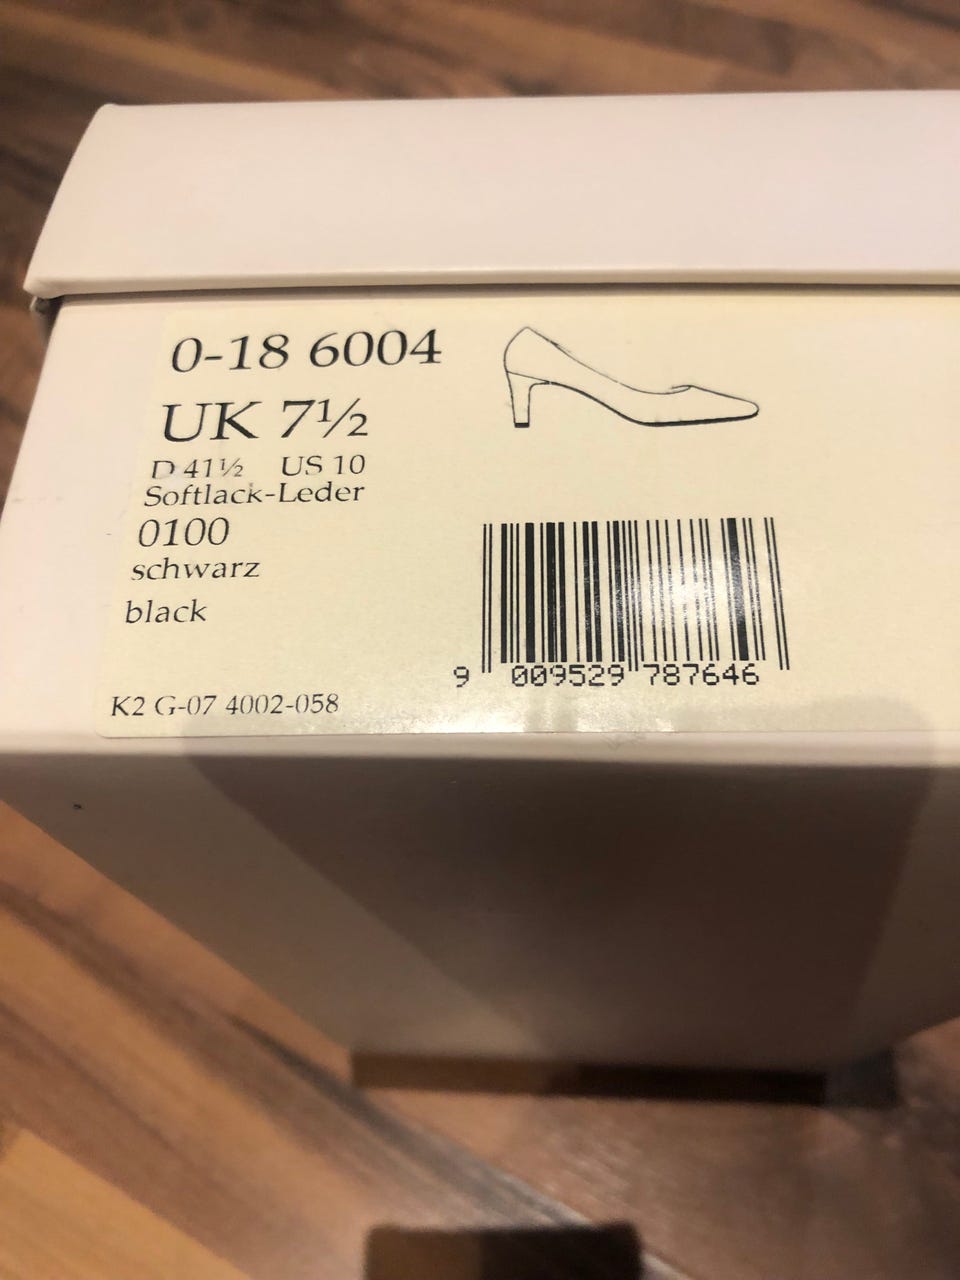 0-18 6004
UK 7½
D 41½ US 10
Softlack-Leder
0100
schwarz
black
9 009529 787646
K2 G-07 4002-058